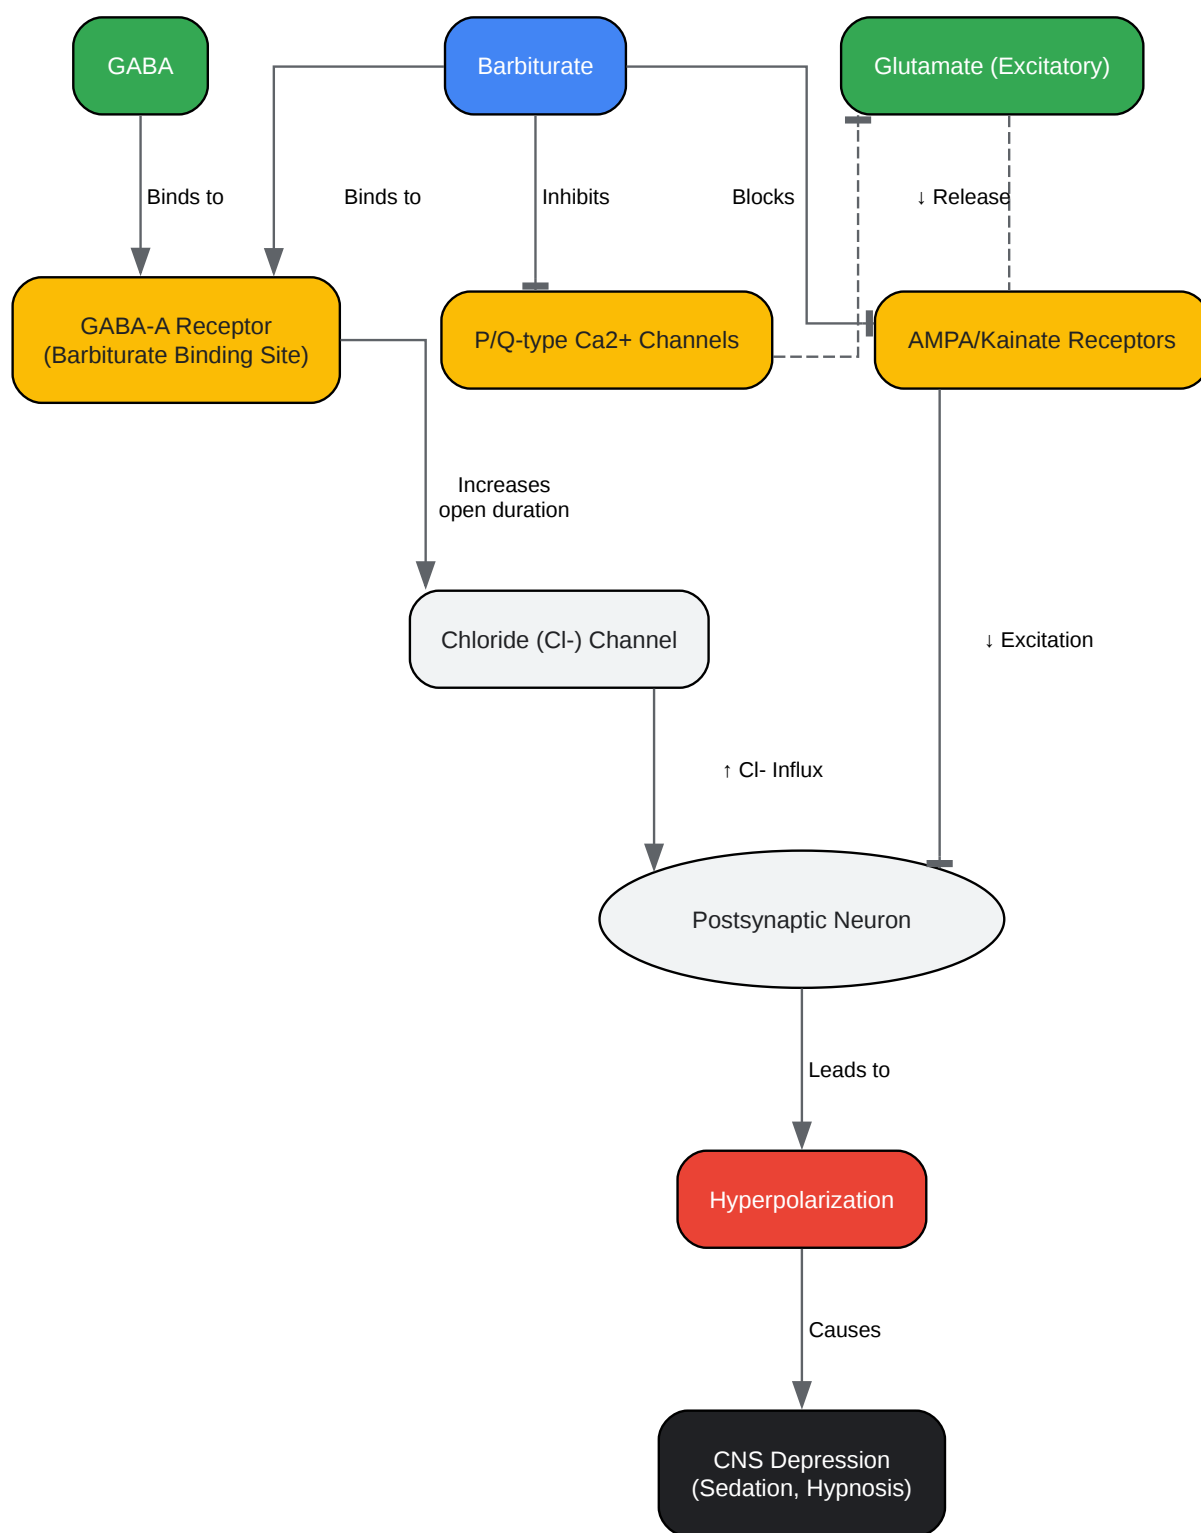 GABA
Barbiturate
Glutamate (Excitatory)
Binds to
Binds to
Inhibits
Blocks
↓ Release
GABA-A Receptor
(Barbiturate Binding Site)
P/Q-type Ca2+ Channels
AMPA/Kainate Receptors
Increases
open duration
Chloride (Cl-) Channel
↓ Excitation
↑ Cl- Influx
Postsynaptic Neuron
Leads to
Hyperpolarization
Causes
CNS Depression
(Sedation, Hypnosis)